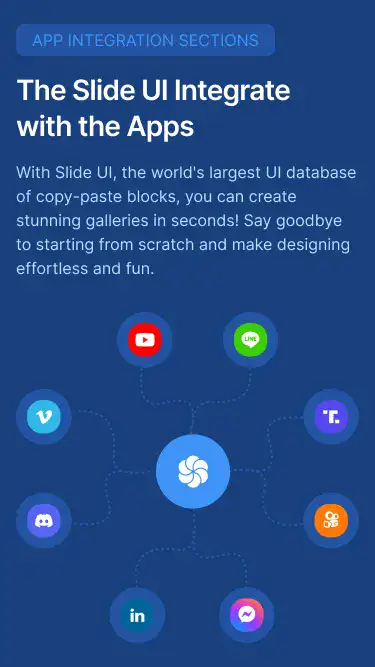 APP INTEGRATION SECTIONS
The Slide UI Integrate
with the Apps
With Slide UI, the world's largest UI database
of copy-paste blocks, you can create
stunning galleries in seconds! Say goodbye
to starting from scratch and make designing
effortless and fun.
LINE
T.
in